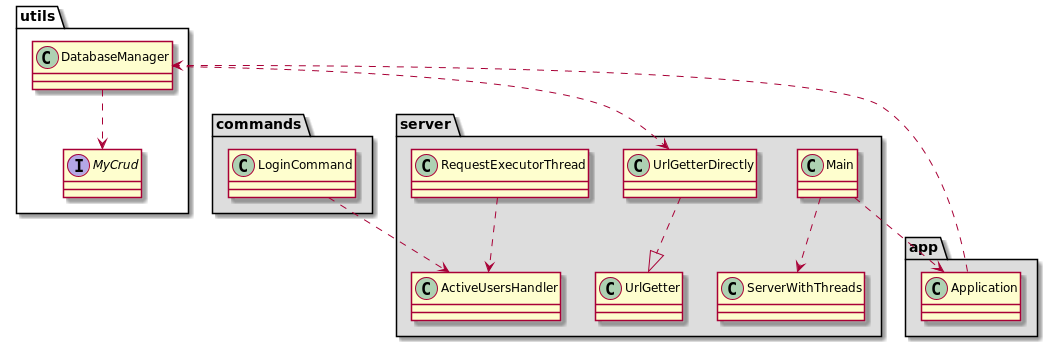 utils
C DatabaseManager
I MyCrud
commands
C LoginCommand
server
C RequestExecutorThread
C UrlGetterDirectly
C Main
C ActiveUsersHandler
C UrlGetter
C ServerWithThreads
app
C Application